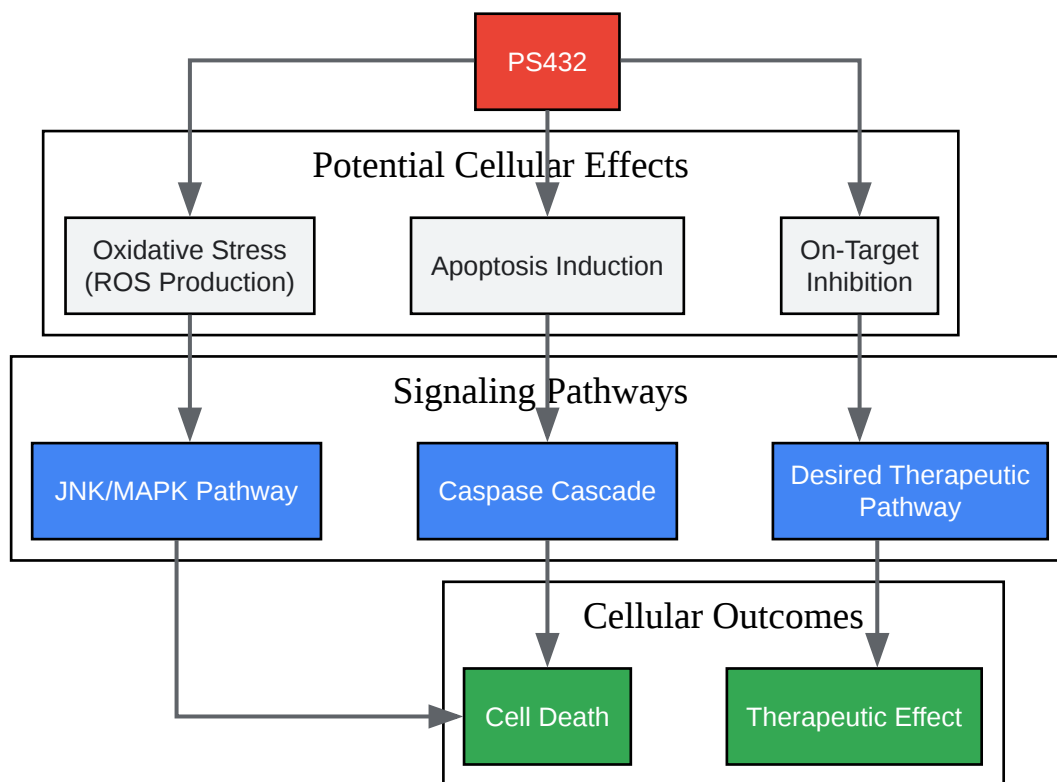 PS432
Potential Cellular Effects
Oxidative Stress
(ROS Production)
Apoptosis Induction
On-Target
Inhibition
Signaling Pathways
JNK/MAPK Pathway
Caspase Cascade
Desired Therapeutic
Pathway
Cellular Outcomes
Cell Death
Therapeutic Effect